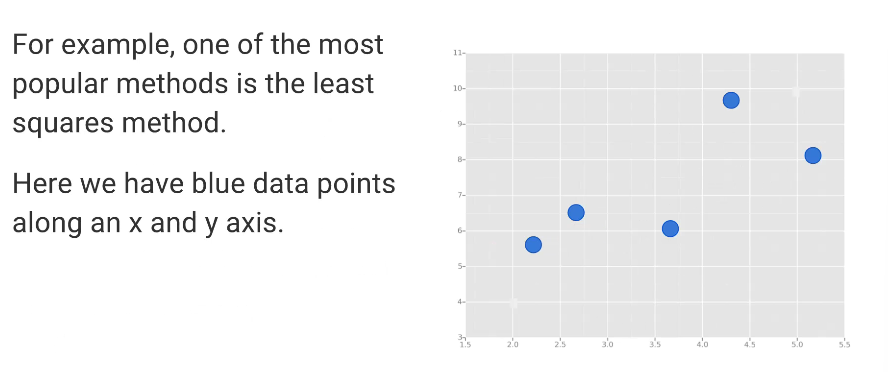 For example, one of the most
popular methods is the least
squares method.
Here we have blue data points
along an x and y axis.
11
10
9
8
7
6
5
4
3
1.5 2.0 2.5 3.0 3.5 4.0 4.5 5.0 5.5